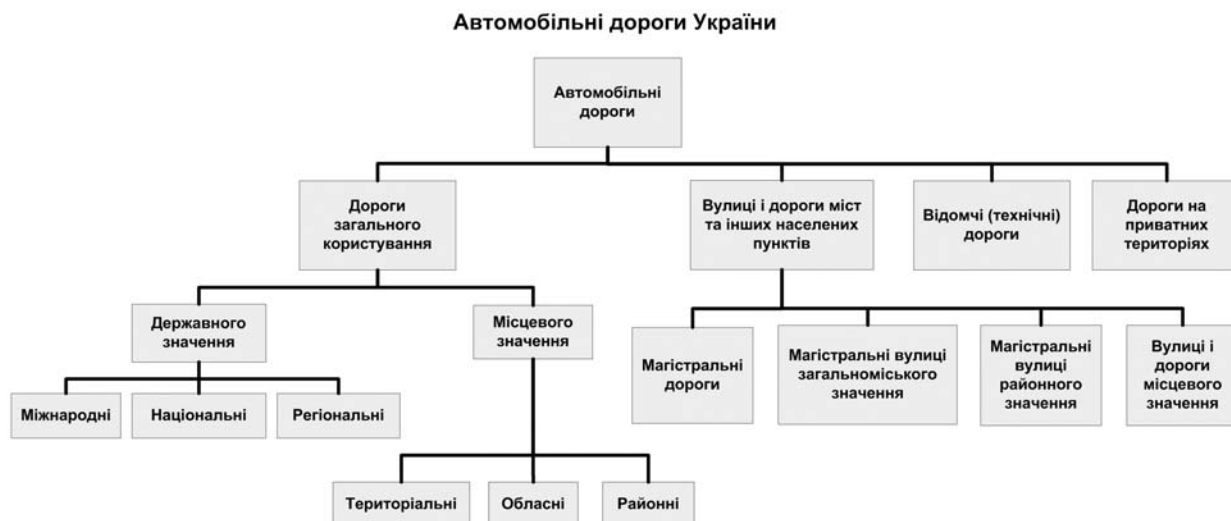 Автомобільні дороги України
Автомобільні
дороги
Дороги
загального
користування
Вулиці і дороги міст
та інших населених
пунктів
Відомчі (технічні)
дороги
Дороги на
приватних
територіях
Державного
значення
Місцевого
значення
Магістральні
дороги
Магістральні вулиці
загальноміського
значення
Магістральні
вулиці
районного
значення
Вулиці і
дороги
місцевого
значення
Міжнародні
Національні
Регіональні
Територіальні
Обласні
Районні